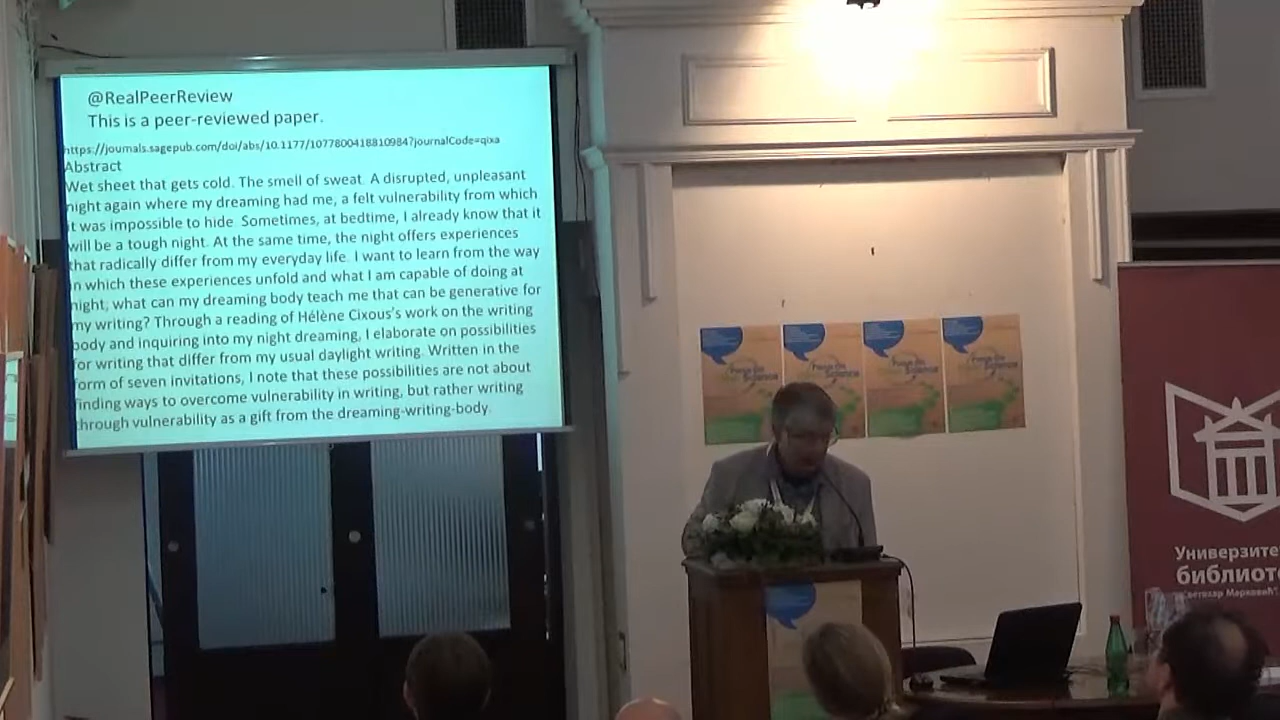 @RealPeerReview
This is a peer-reviewed paper.
https://journals.sagepub.com/doi/abs/10.1177/1077800418810984?journalCode=qixa
Abstract
Wet sheet that gets cold. The smell of sweat. A disrupted, unpleasant
night again where my dreaming had me, a felt vulnerability from which
it was impossible to hide. Sometimes, at bedtime, I already know that it
will be a tough night. At the same time, the night offers experiences
that radically differ from my everyday life. I want to learn from the way
in which these experiences unfold and what I am capable of doing at
night; what can my dreaming body teach me that can be generative for
my writing? Through a reading of Hélène Cixous's work on the writing
body and inquiring into my night dreaming, I elaborate on possibilities
for writing that differ from my usual daylight writing. Written in the
form of seven invitations, I note that these possibilities are not about
finding ways to overcome vulnerability in writing, but rather writing
through vulnerability as a gift from the dreaming-writing-body.
Science
Science
Science
Универзите
библиот
ветозар Марковић"